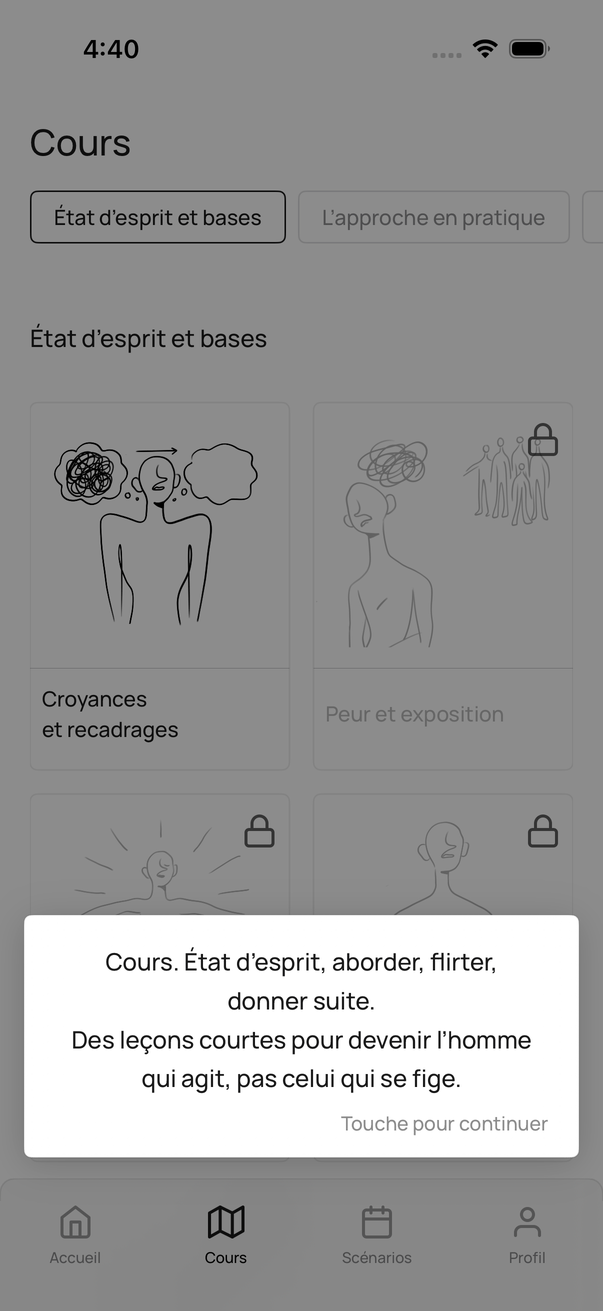 4:40
Cours
État d’esprit et bases
L’approche en pratique
État d’esprit et bases
Croyances
et recadrages
Peur et exposition
Cours. État d’esprit, aborder, flirter,
donner suite.
Des leçons courtes pour devenir l’homme
qui agit, pas celui qui se fige.
Touche pour continuer
Accueil
Cours
Scénarios
Profil